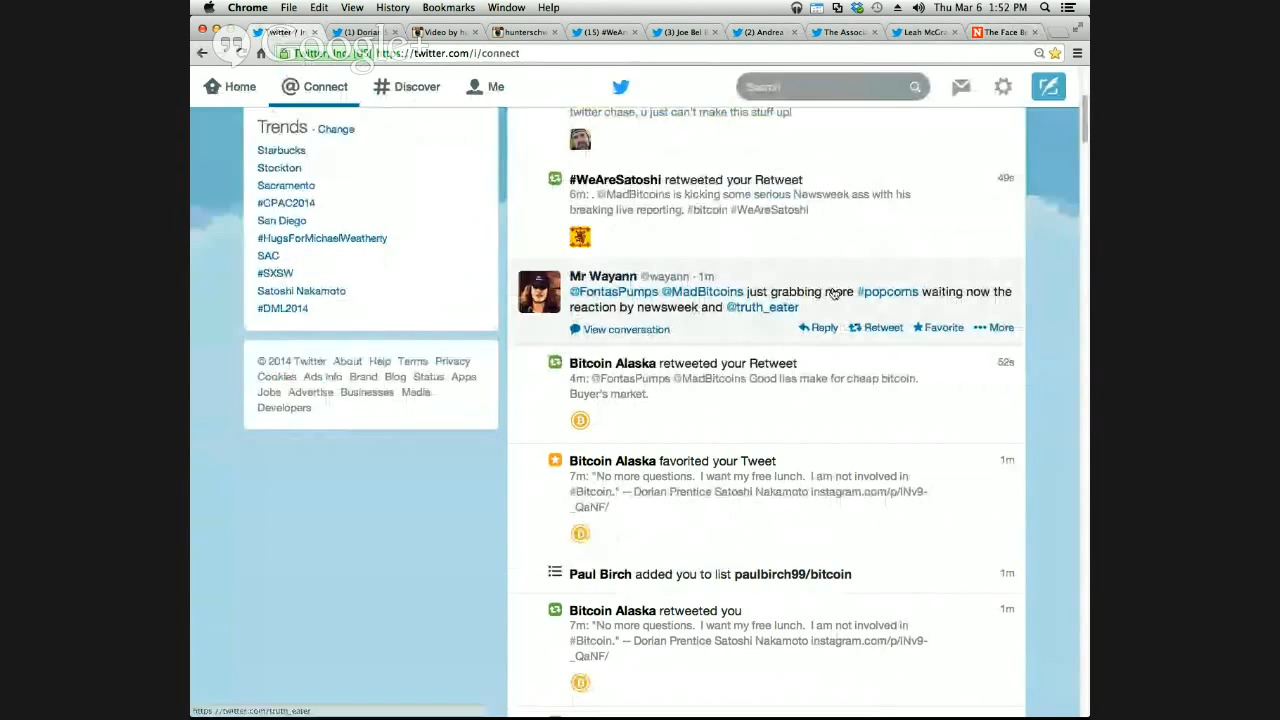 Chrome File Edit View History Bookmarks Window Help Thu Mar 6 1:52 PM
Google+
Twitter / In (1) Dorian Video by hu hunterschw (15) #WeAr (3) Joe Bel B (2) Andrea The Associa Leah McGra The Face Be
Twitter, Inc. [US] https://twitter.com/i/connect
Home @ Connect # Discover Me Search
Trends · Change
Starbucks
Stockton
Sacramento
#CPAC2014
San Diego
#HugsForMichaelWeatherly
SAC
#SXSW
Satoshi Nakamoto
#DML2014
© 2014 Twitter About Help Terms Privacy
Cookies Ads info Brand Blog Status Apps
Jobs Advertise Businesses Media
Developers
twitter chase, u just can't make this stuff up!
#WeAreSatoshi retweeted your Retweet 49s
6m: . @MadBitcoins is kicking some serious Newsweek ass with his
breaking live reporting. #bitcoin #WeAreSatoshi
Mr Wayann @wayann · 1m
@FontasPumps @MadBitcoins just grabbing more #popcorns waiting now the
reaction by newsweek and @truth_eater
View conversation Reply Retweet Favorite More
Bitcoin Alaska retweeted your Retweet 52s
4m: @FontasPumps @MadBitcoins Good lies make for cheap bitcoin.
Buyer's market.
Bitcoin Alaska favorited your Tweet 1m
7m: "No more questions. I want my free lunch. I am not involved in
#Bitcoin." -- Dorian Prentice Satoshi Nakamoto instagram.com/p/lNv9-
_QaNF/
Paul Birch added you to list paulbirch99/bitcoin 1m
Bitcoin Alaska retweeted you 1m
7m: "No more questions. I want my free lunch. I am not involved in
#Bitcoin." -- Dorian Prentice Satoshi Nakamoto instagram.com/p/lNv9-
_QaNF/
https://twitter.com/truth_eater